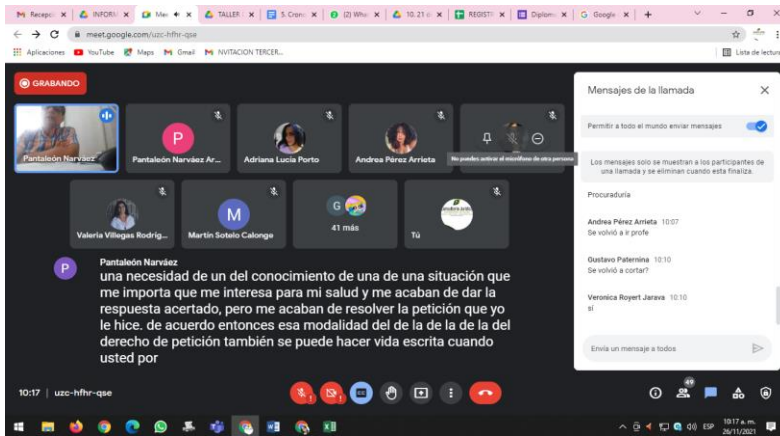 Recepci
INFORM
Mee
TALLER
5. Cronc
(2) Wha
10. 21 d
REGISTR
Diplom
Google
meet.google.com/uzc-hfhr-qse
Aplicaciones YouTube Maps Gmail NVITACION TERCER...
Lista de lectura
GRABANDO
Pantaleón Narváez
Pantaleón Narváez Ar...
Adriana Lucía Porto
Andrea Pérez Arrieta
No puedes activar el micrófono de otra persona
Valeria Villegas Rodríg...
Martín Sotelo Calonge
41 más
Tú
Pantaleón Narváez
una necesidad de un del conocimiento de una de una situación que
me importa que me interesa para mi salud y me acaban de dar la
respuesta acertado, pero me acaban de resolver la petición que yo
le hice. de acuerdo entonces esa modalidad del de la de la de la del
derecho de petición también se puede hacer vida escrita cuando
usted por
Mensajes de la llamada
Permitir a todo el mundo enviar mensajes
Los mensajes solo se muestran a los participantes de
una llamada y se eliminan cuando esta finaliza.
Procuraduría
Andrea Pérez Arrieta 10:07
Se volvió a ir profe
Gustavo Paternina 10:10
Se volvió a cortar?
Veronica Royert Jarava 10:10
sí
Envía un mensaje a todos
10:17 | uzc-hfhr-qse
49
ESP
10:17 a. m.
26/11/2021